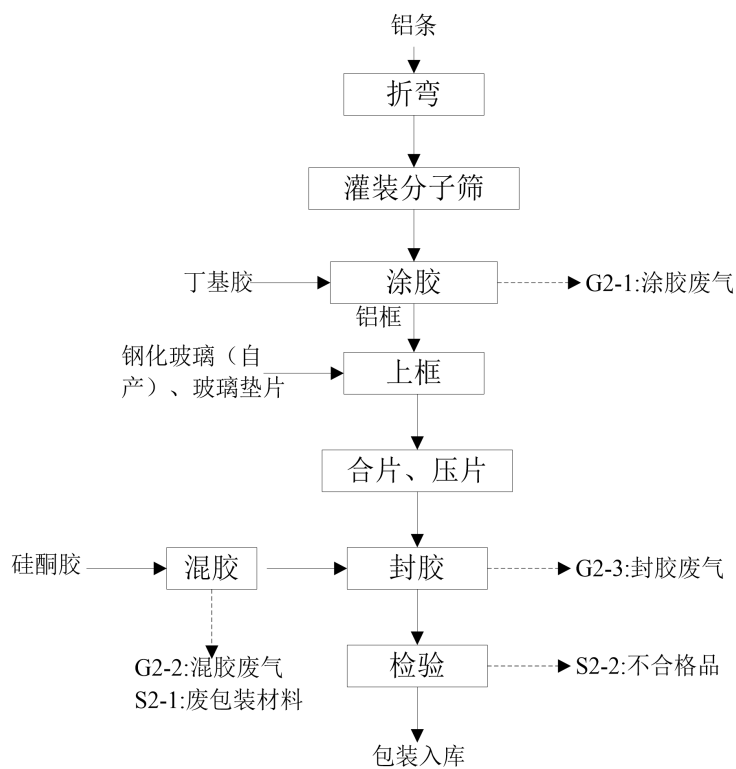 铝条
折弯
灌装分子筛
丁基胶
涂胶
G2-1:涂胶废气
铝框
钢化玻璃（自
产）、玻璃垫片
上框
合片、压片
硅酮胶
混胶
封胶
G2-3:封胶废气
G2-2:混胶废气
S2-1:废包装材料
检验
S2-2:不合格品
包装入库